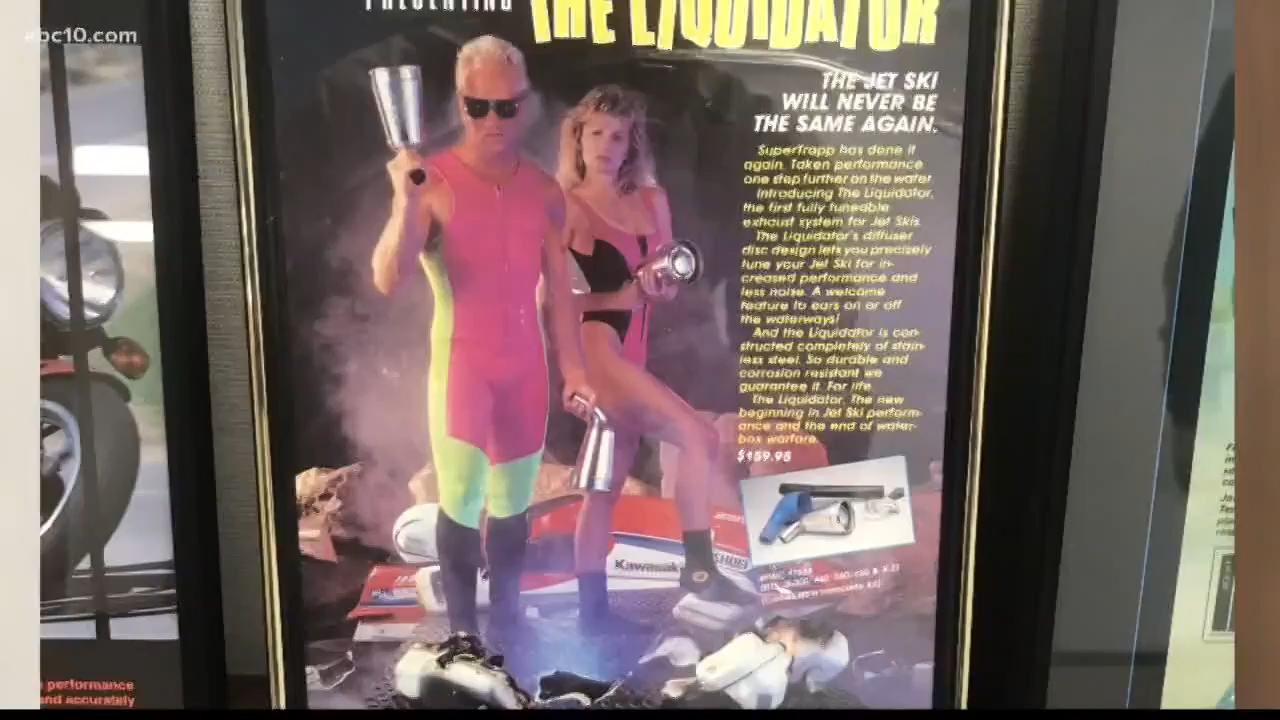 abc10.com
PRESENTING
THE LIQUIDATOR
THE JET SKI
WILL NEVER BE
THE SAME AGAIN.
SuperTrapp has done it
again. Taken performance
one step further on the water.
Introducing The Liquidator,
the first fully tuneable
exhaust system for Jet Skis.
The Liquidator's diffuser
disc design lets you precisely
tune your Jet Ski for in-
creased performance and
less noise. A welcome
feature to ears on or off
the waterways!
And the Liquidator is con-
structed completely of stain-
less steel. So durable and
corrosion resistant we
guarantee it. For life.
The Liquidator. The new
beginning in Jet Ski perform-
ance and the end of water-
box warfare.
$159.95
Kawasaki
performance
and accurately